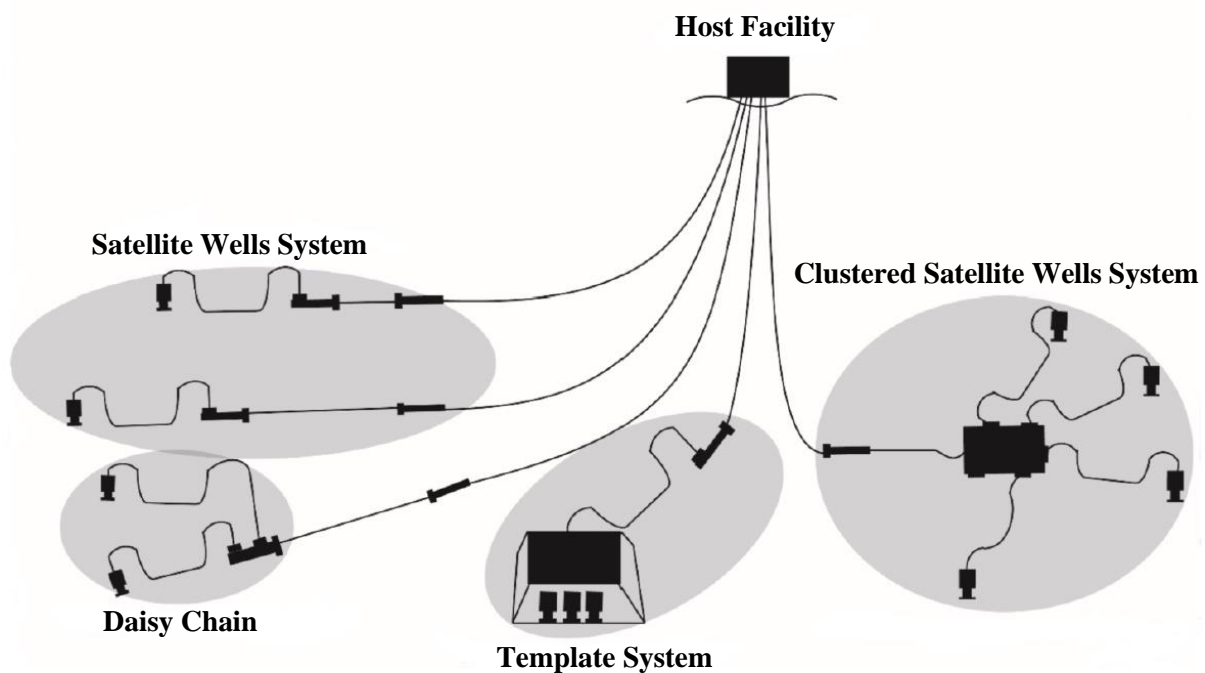 Host Facility
Satellite Wells System
Clustered Satellite Wells System
Daisy Chain
Template System